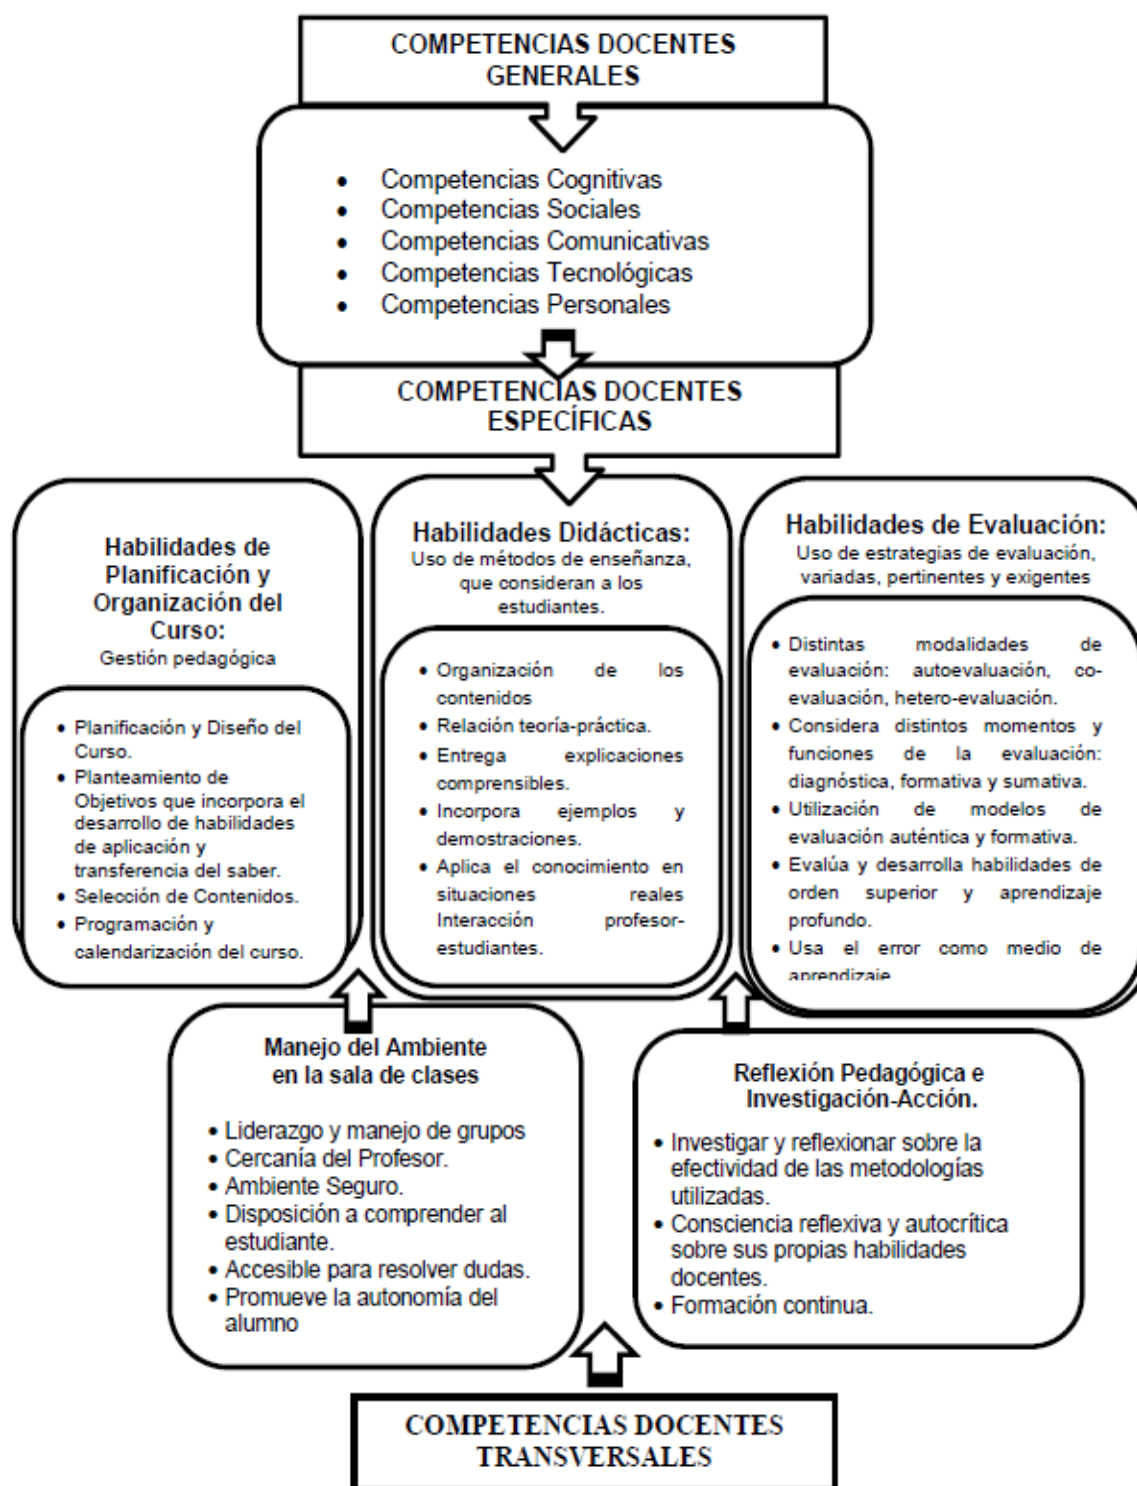 COMPETENCIAS DOCENTES
GENERALES
• Competencias Cognitivas
• Competencias Sociales
• Competencias Comunicativas
• Competencias Tecnológicas
• Competencias Personales
COMPETENCIAS DOCENTES
ESPECÍFICAS
Habilidades de
Planificación y
Organización del
Curso:
Gestión pedagógica
• Planificación y Diseño del
Curso.
• Planteamiento de
Objetivos que incorpora el
desarrollo de habilidades
de aplicación y
transferencia del saber.
• Selección de Contenidos.
• Programación y
calendarización del curso.
Habilidades Didácticas:
Uso de métodos de enseñanza,
que consideran a los
estudiantes.
• Organización de los
contenidos
• Relación teoría-práctica.
• Entrega explicaciones
comprensibles.
• Incorpora ejemplos y
demostraciones.
• Aplica el conocimiento en
situaciones reales
Interacción profesor-
estudiantes.
Habilidades de Evaluación:
Uso de estrategias de evaluación,
variadas, pertinentes y exigentes
• Distintas modalidades de
evaluación: autoevaluación, co-
evaluación, hetero-evaluación.
• Considera distintos momentos y
funciones de la evaluación:
diagnóstica, formativa y sumativa.
• Utilización de modelos de
evaluación auténtica y formativa.
• Evalúa y desarrolla habilidades de
orden superior y aprendizaje
profundo.
• Usa el error como medio de
aprendizaje
Manejo del Ambiente
en la sala de clases
• Liderazgo y manejo de grupos
• Cercanía del Profesor.
• Ambiente Seguro.
• Disposición a comprender al
estudiante.
• Accesible para resolver dudas.
• Promueve la autonomía del
alumno
Reflexión Pedagógica e
Investigación-Acción.
• Investigar y reflexionar sobre la
efectividad de las metodologías
utilizadas.
• Consciencia reflexiva y autocrítica
sobre sus propias habilidades
docentes.
• Formación continua.
COMPETENCIAS DOCENTES
TRANSVERSALES